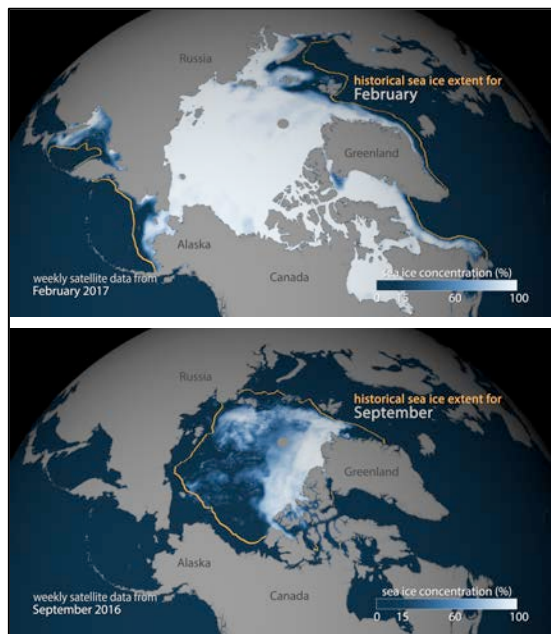 Russia
historical sea ice extent for
February
Greenland
Alaska
Canada
weekly satellite data from
February 2017
sea ice concentration (%)
0 15 60 100
Russia
historical sea ice extent for
September
Greenland
Alaska
Canada
weekly satellite data from
September 2016
sea ice concentration (%)
0 15 60 100